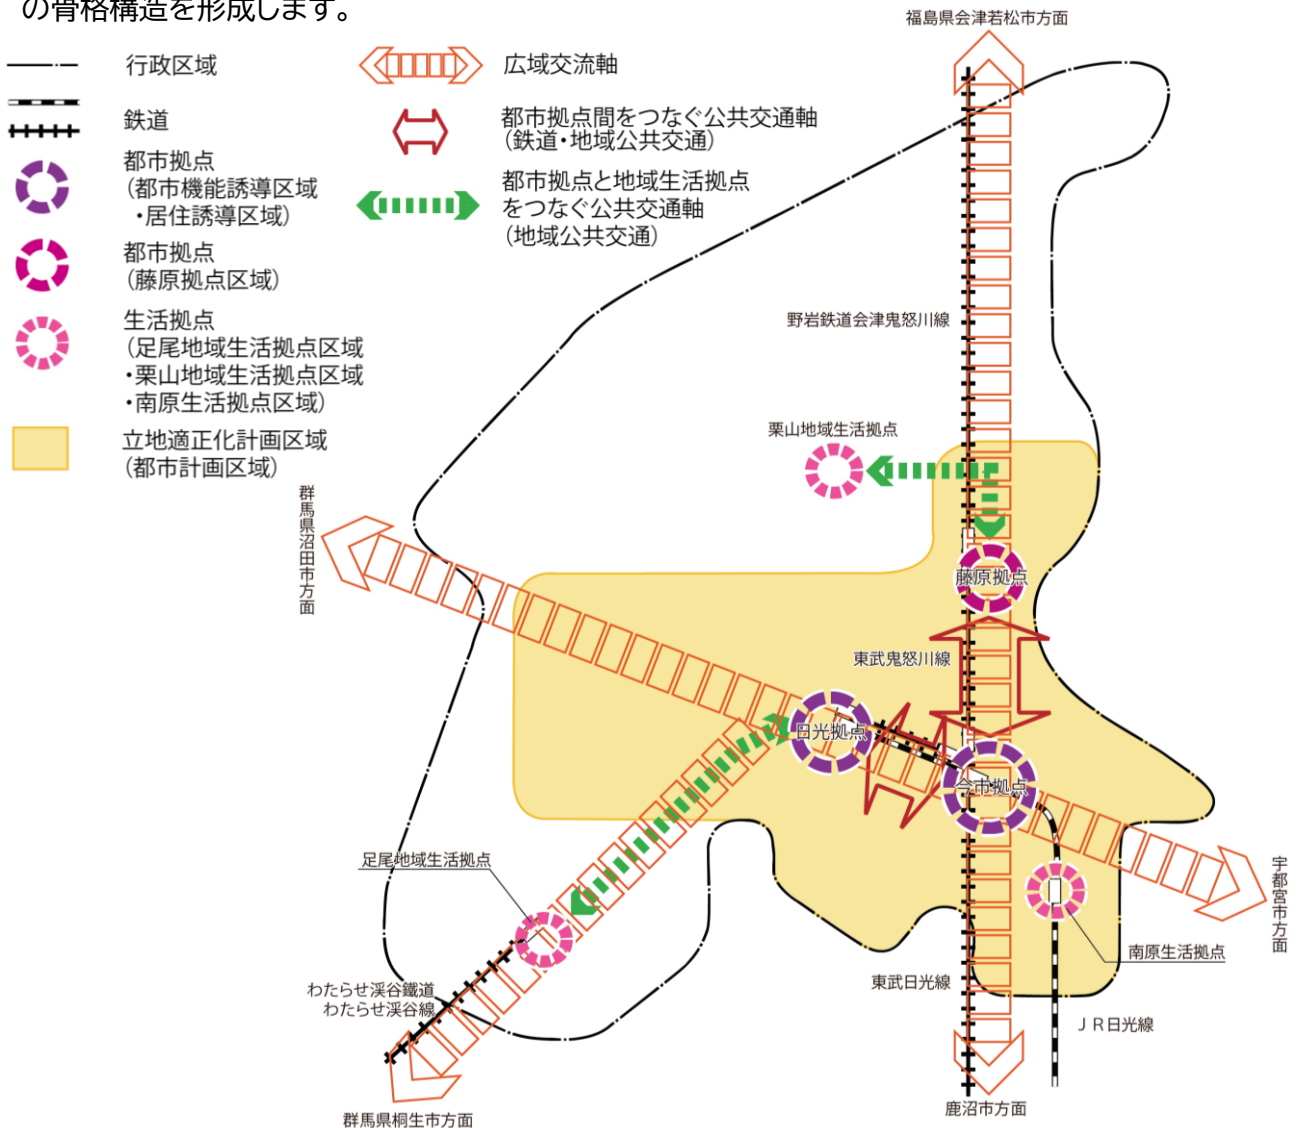 の骨格構造を形成します。
行政区域
鉄道
都市拠点
(都市機能誘導区域
・居住誘導区域)
都市拠点
(藤原拠点区域)
生活拠点
(足尾地域生活拠点区域
・栗山地域生活拠点区域
・南原生活拠点区域)
立地適正化計画区域
(都市計画区域)
広域交流軸
都市拠点間をつなぐ公共交通軸
(鉄道・地域公共交通)
都市拠点と地域生活拠点
をつなぐ公共交通軸
(地域公共交通)
福島県会津若松市方面
野岩鉄道会津鬼怒川線
栗山地域生活拠点
群馬県沼田市方面
藤原拠点
東武鬼怒川線
日光拠点
今市拠点
足尾地域生活拠点
宇都宮市方面
南原生活拠点
わたらせ渓谷鐵道
わたらせ渓谷線
東武日光線
JR日光線
群馬県桐生市方面
鹿沼市方面